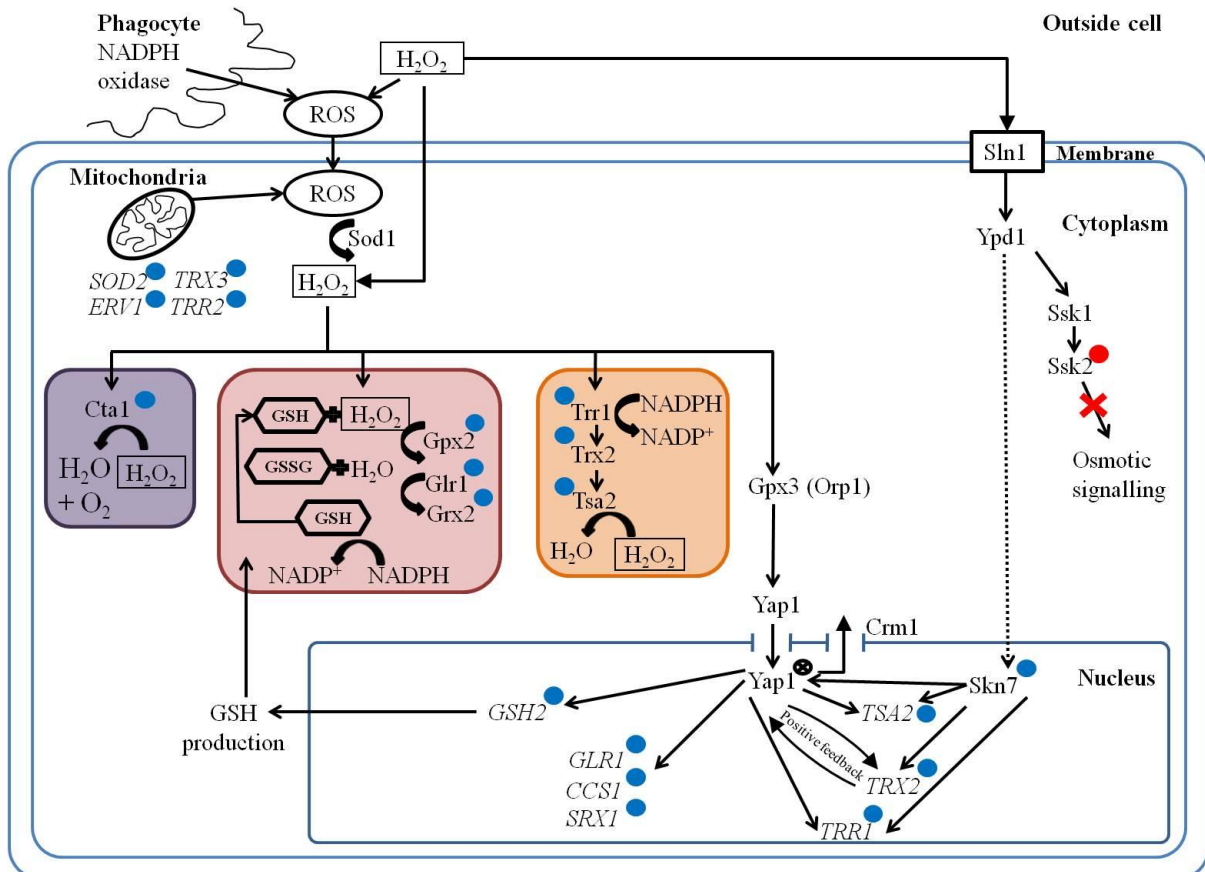 Phagocyte
NADPH
oxidase
H₂O₂
Outside cell
ROS
Sln1
Membrane
Mitochondria
ROS
Sod1
Ypd1
Cytoplasm
SOD2 TRX3
ERV1 TRR2
H₂O₂
Ssk1
Ssk2
Osmotic
signalling
Cta1
H₂O
+ O₂
H₂O₂
GSH + H₂O₂
Gpx2
GSSG + H₂O
Glr1
Grx2
GSH
NADP⁺ NADPH
Trr1
NADPH
NADP⁺
Trx2
Tsa2
H₂O
H₂O₂
Gpx3 (Orp1)
Yap1
Crm1
Yap1
Skn7
Nucleus
GSH
production
GSH2
TSA2
Positive feedback
GLR1
CCS1
SRX1
TRX2
TRR1